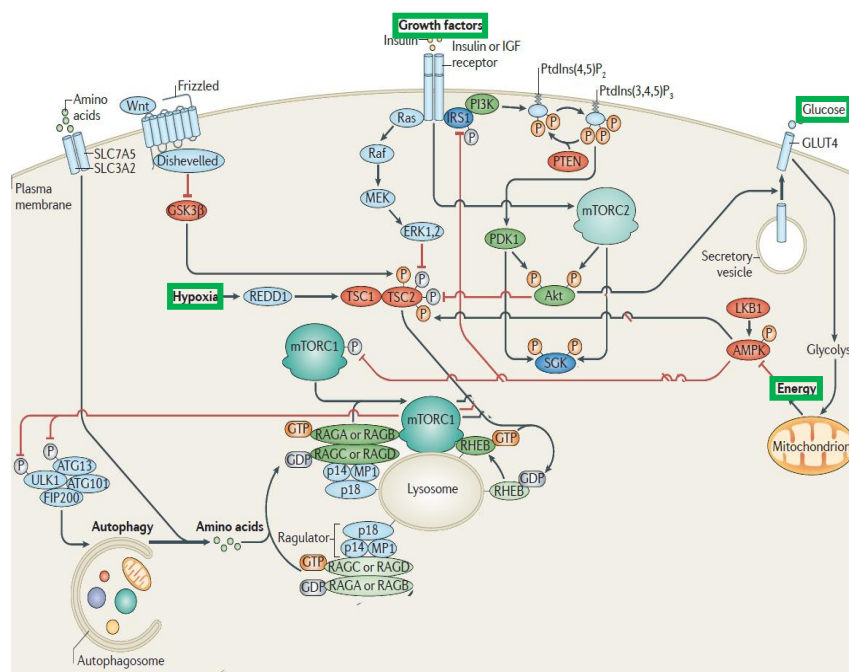 Growth factors
Insulin
Insulin or IGF
receptor
PtdIns(4,5)P2
PtdIns(3,4,5)P3
Glucose
GLUT4
Amino
acids
Wnt
Frizzled
SLC7A5
SLC3A2
Dishevelled
Plasma
membrane
GSK3β
Ras
Raf
MEK
ERK1,2
IRS1
PI3K
P
P
P
P
P
P
PTEN
mTORC2
PDK1
P
P
Akt
Secretory-
vesicle
Hypoxia
REDD1
TSC1
TSC2
P
P
P
P
LKB1
AMPK
P
Glycolys
mTORC1
P
P
P
SGK
Energy
Mitochondrion
mTORC1
GTP
RAGA or RAGB
GDP
RAGC or RAGD
p14
MP1
p18
RHEB
GTP
GDP
RHEB
Lysosome
P
P
ATG13
ULK1
ATG101
FIP200
Autophagy
Amino acids
Ragulator
p18
p14
MP1
GTP
RAGC or RAGD
GDP
RAGA or RAGB
Autophagosome